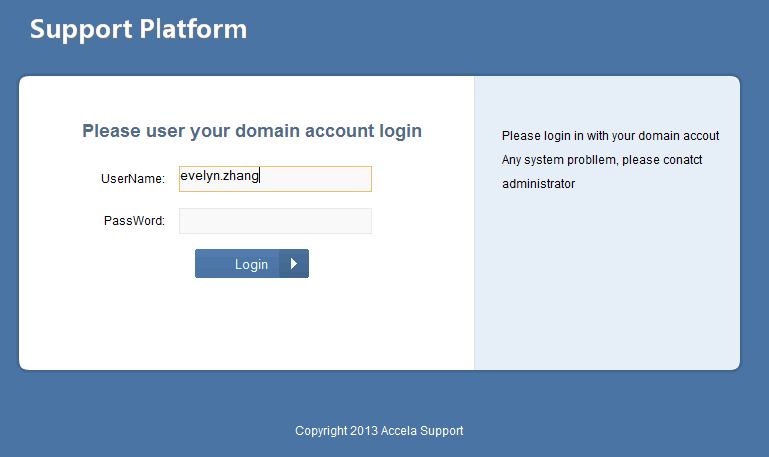 Support Platform
Please user your domain account login
UserName:
evelyn.zhang
PassWord:
Login
Please login in with your domain accout
Any system probllem, please conatct
administrator
Copyright 2013 Accela Support